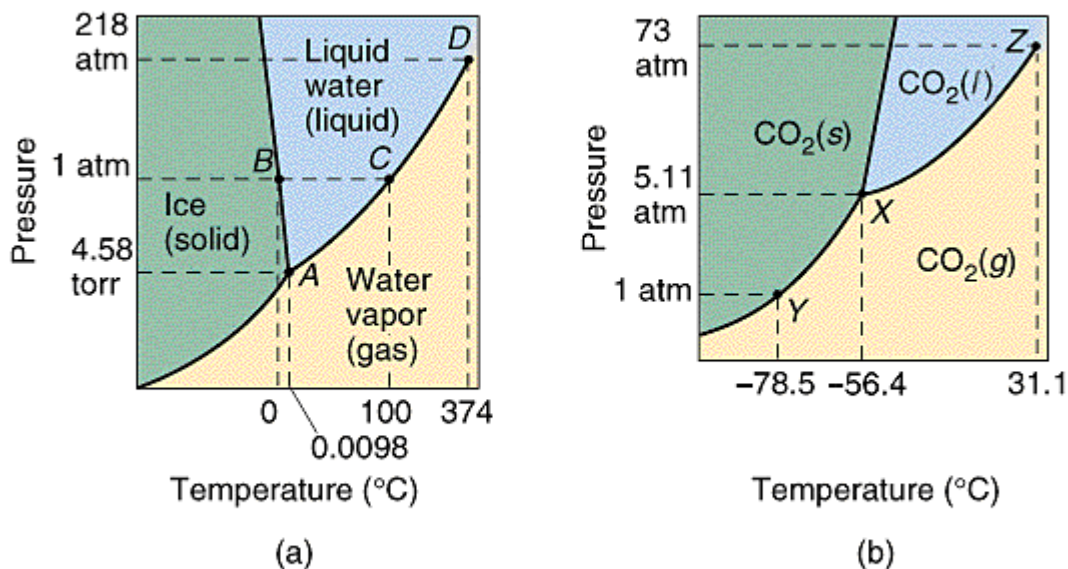 218
atm
Liquid
water
(liquid)
D
1 atm
B
C
Ice
(solid)
4.58
torr
A
Water
vapor
(gas)
Pressure
0
100
374
0.0098
Temperature (°C)
(a)
73
atm
Z
CO₂(l)
CO₂(s)
5.11
atm
X
CO₂(g)
1 atm
Y
Pressure
−78.5
−56.4
31.1
Temperature (°C)
(b)